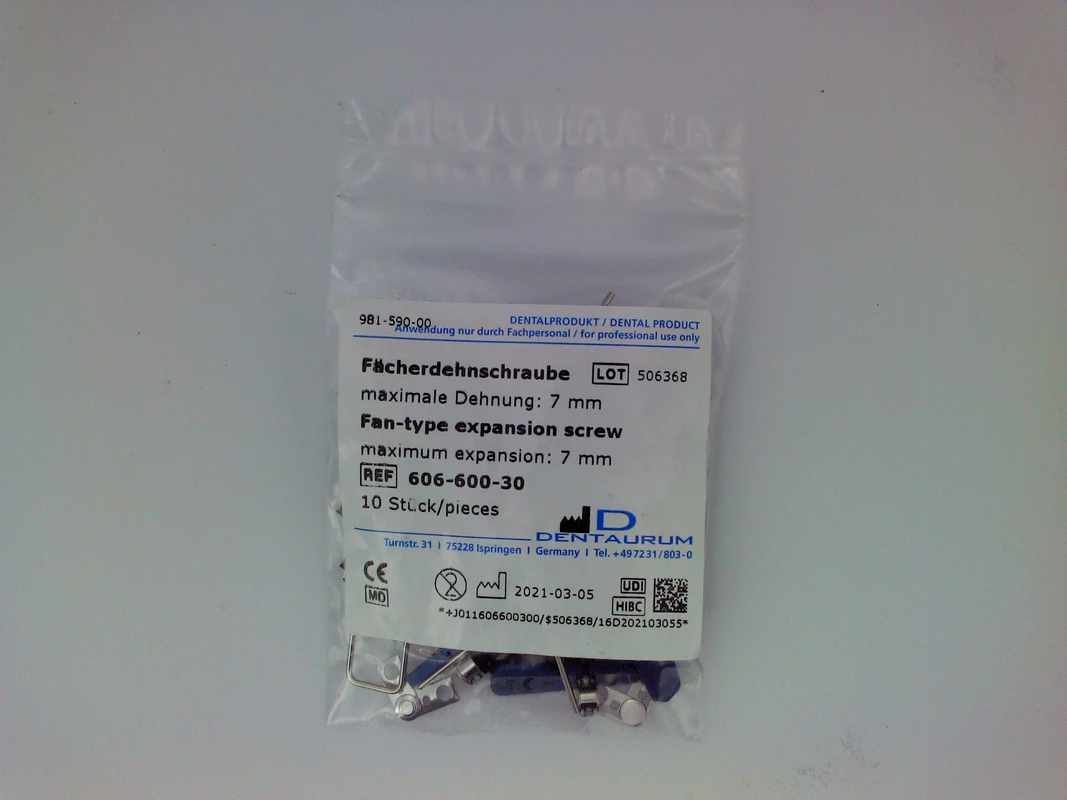 981-590-00
DENTALPRODUKT / DENTAL PRODUCT
Anwendung nur durch Fachpersonal / for professional use only
Fächerdehnschraube LOT 506368
maximale Dehnung: 7 mm
Fan-type expansion screw
maximum expansion: 7 mm
REF 606-600-30
10 Stück/pieces
D
DENTAURUM
Turnstr. 31 | 75228 Ispringen | Germany | Tel. +497231/803-0
CE
MD
2021-03-05
UDI
HIBC
*+J011606600300/$506368/16D202103055*